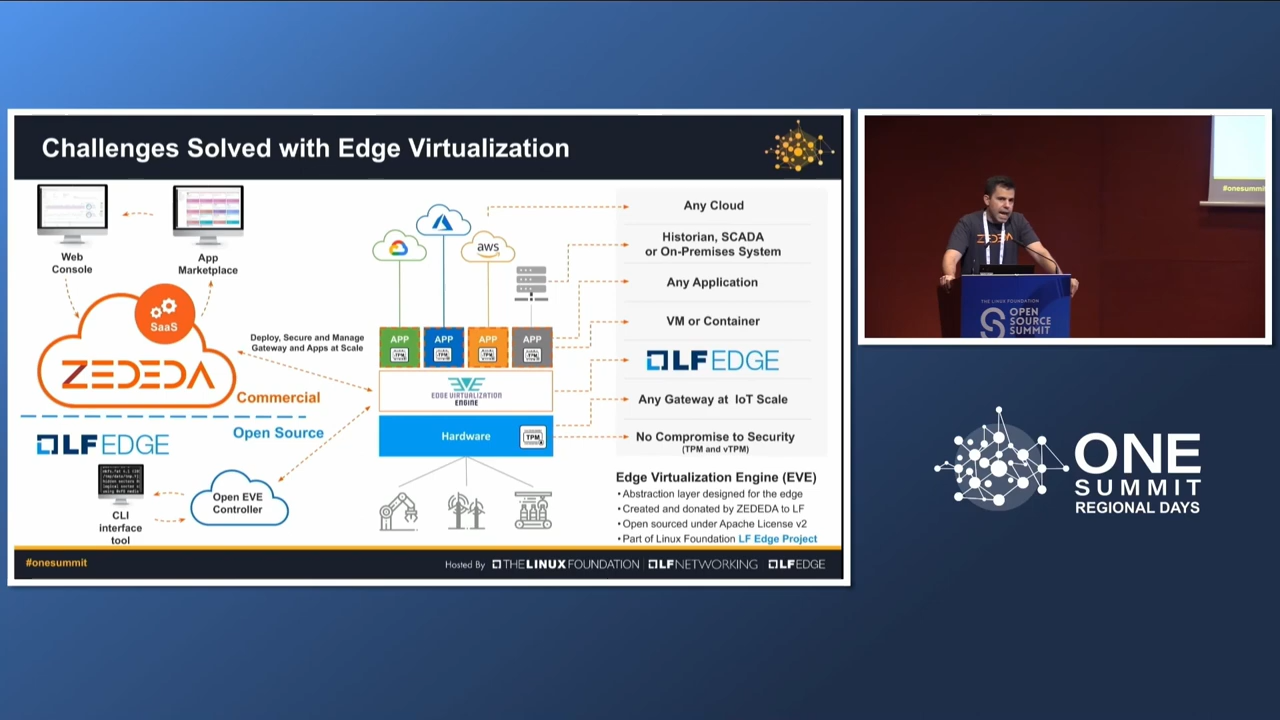 Challenges Solved with Edge Virtualization
Web
Console
App
Marketplace
SaaS
ZEDEDA
Deploy, Secure and Manage
Gateway and Apps at Scale
Commercial
Open Source
LF EDGE
CLI
interface
tool
Open EVE
Controller
aws
APP
TPM
APP
TPM
APP
TPM
APP
TPM
EVE
EDGE VIRTUALIZATION
ENGINE
Hardware
TPM
Any Cloud
Historian, SCADA
or On-Premises System
Any Application
VM or Container
LF EDGE
Any Gateway at IoT Scale
No Compromise to Security
(TPM and vTPM)
Edge Virtualization Engine (EVE)
• Abstraction layer designed for the edge
• Created and donated by ZEDEDA to LF
• Open sourced under Apache License v2
• Part of Linux Foundation LF Edge Project
#onesummit
Hosted By THE LINUX FOUNDATION | LF NETWORKING LF EDGE
#onesummit
ZEDEDA
THE LINUX FOUNDATION
OPEN
SOURCE
SUMMIT
ONE
SUMMIT
REGIONAL DAYS